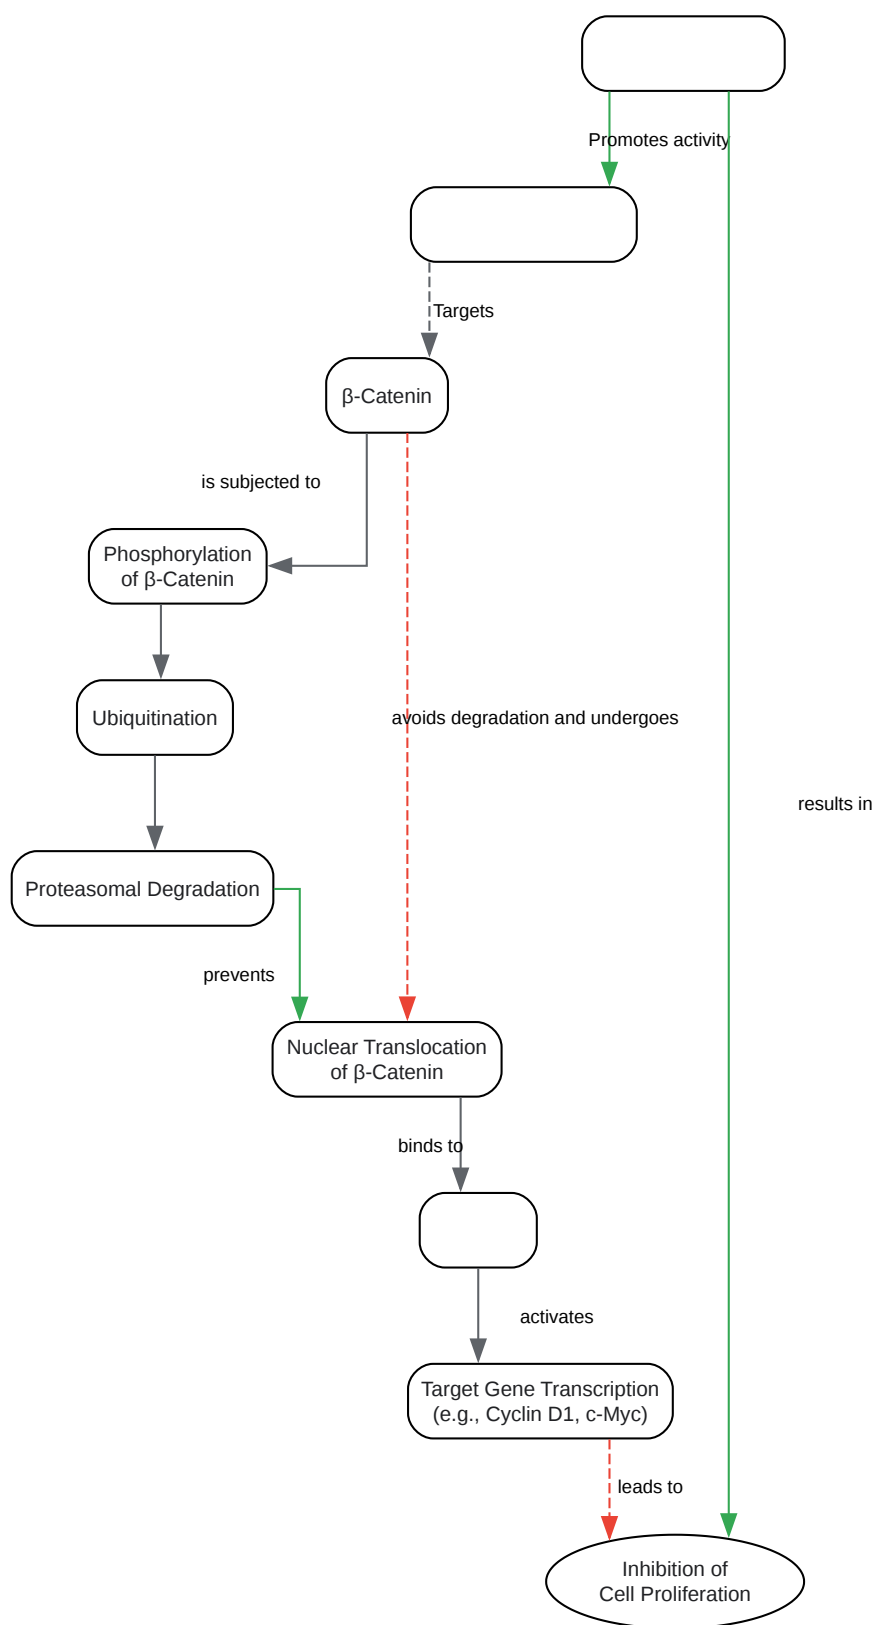 Promotes activity
Targets
β-Catenin
is subjected to
Phosphorylation
of β-Catenin
Ubiquitination
avoids degradation and undergoes
results in
Proteasomal Degradation
prevents
Nuclear Translocation
of β-Catenin
binds to
activates
Target Gene Transcription
(e.g., Cyclin D1, c-Myc)
leads to
Inhibition of
Cell Proliferation